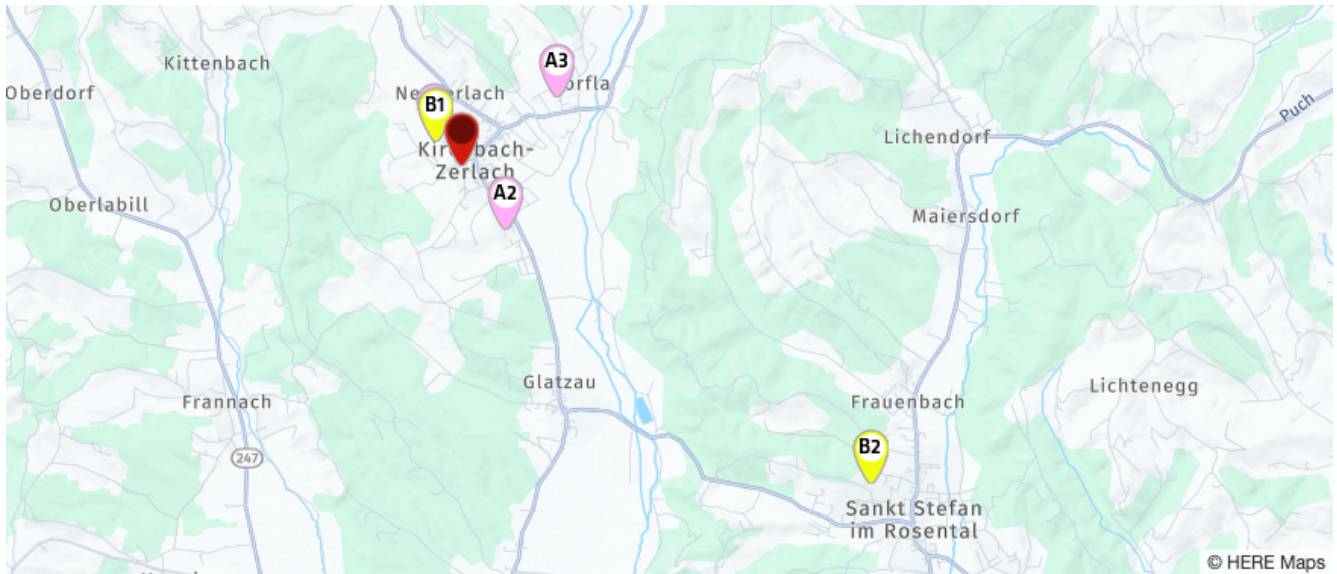 A3
Kittenbach
Oberdorf
B1
Lichendorf
Puch
Zerlach
A2
Oberlabill
Maiersdorf
Glatzau
Lichtenegg
Frannach
Frauenbach
B2
247
Sankt Stefan
im Rosental
© HERE Maps